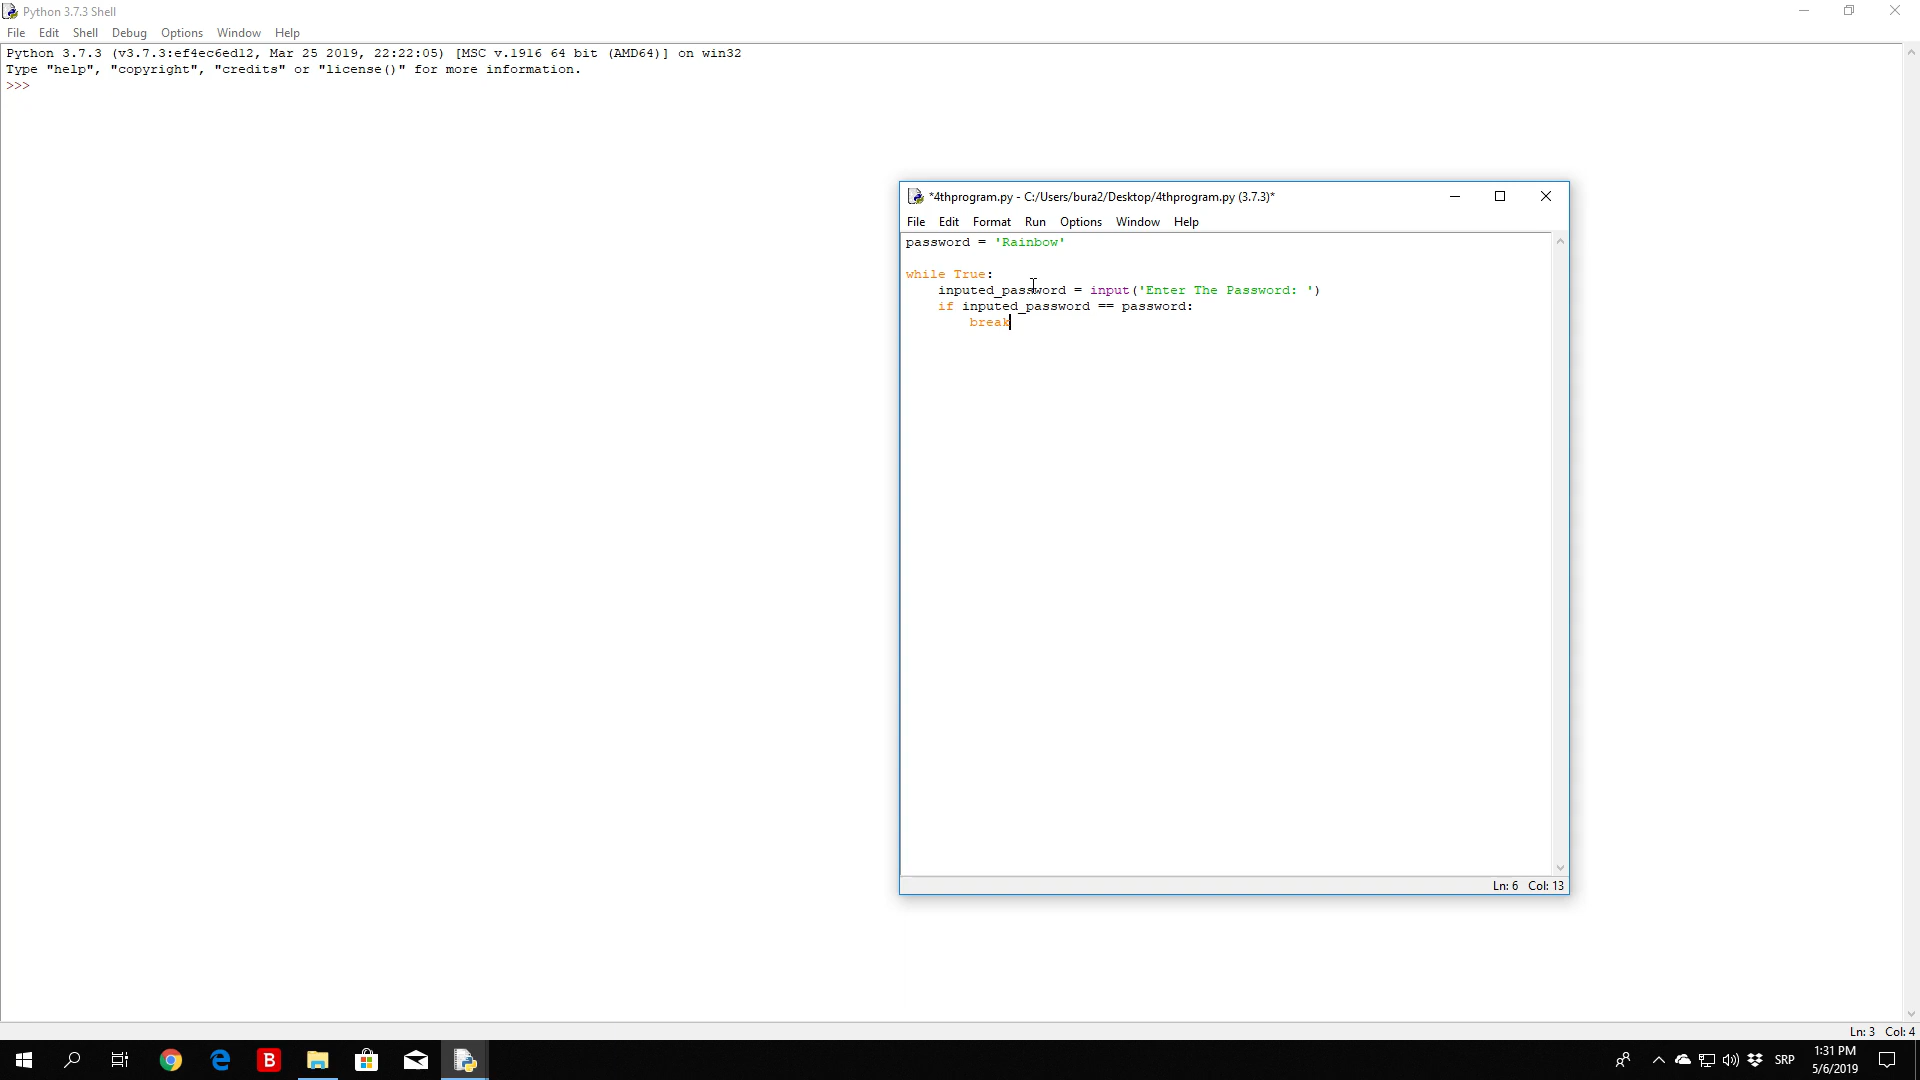 Python 3.7.3 Shell
File Edit Shell Debug Options Window Help
Python 3.7.3 (v3.7.3:ef4ec6ed12, Mar 25 2019, 22:22:05) [MSC v.1916 64 bit (AMD64)] on win32
Type "help", "copyright", "credits" or "license()" for more information.
>>>
*4thprogram.py - C:/Users/bura2/Desktop/4thprogram.py (3.7.3)*
File Edit Format Run Options Window Help
password = 'Rainbow'
while True:
    inputed_password = input('Enter The Password: ')
    if inputed_password == password:
        break
Ln: 6 Col: 13
Ln: 3 Col: 4
B
SRP
1:31 PM
5/6/2019